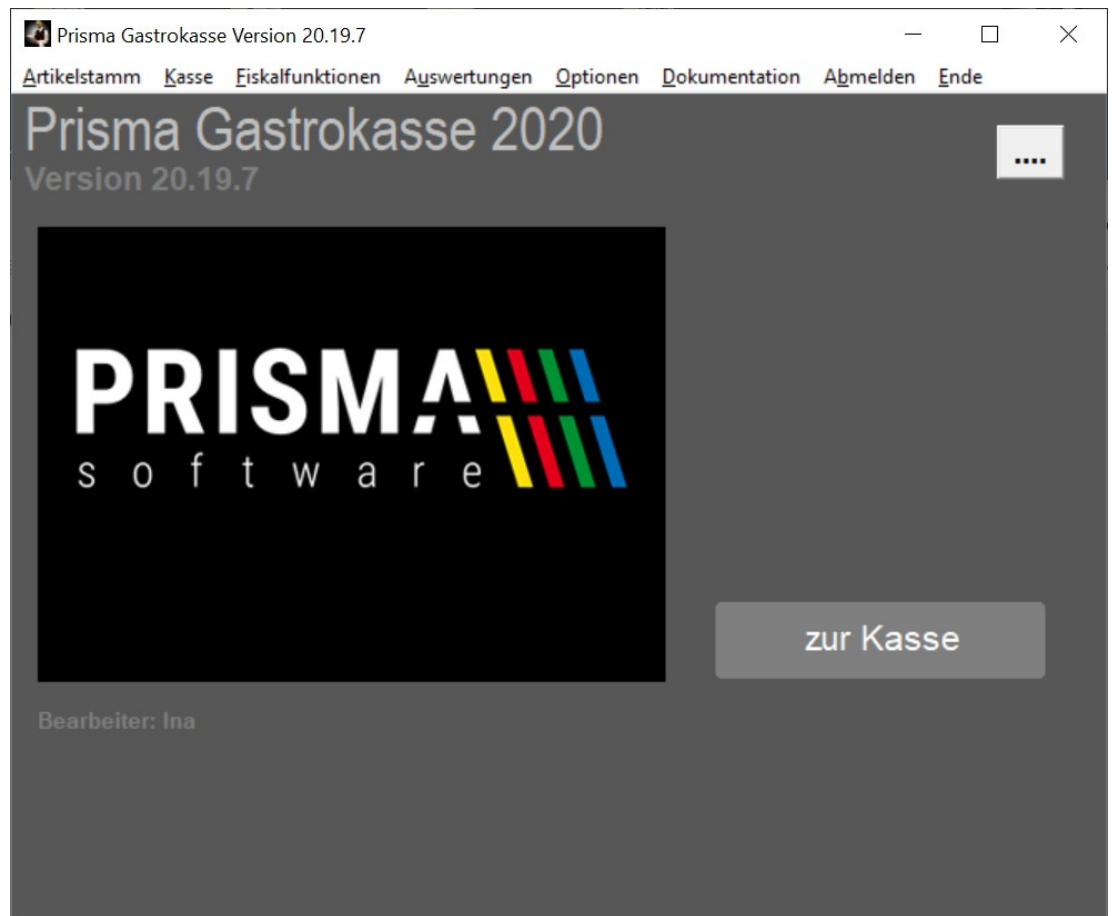 Prisma Gastrokasse Version 20.19.7
Artikelstamm Kasse Fiskalfunktionen Auswertungen Optionen Dokumentation Abmelden Ende
Prisma Gastrokasse 2020
....
Version 20.19.7
PRISMA
software
zur Kasse
Bearbeiter: Ina